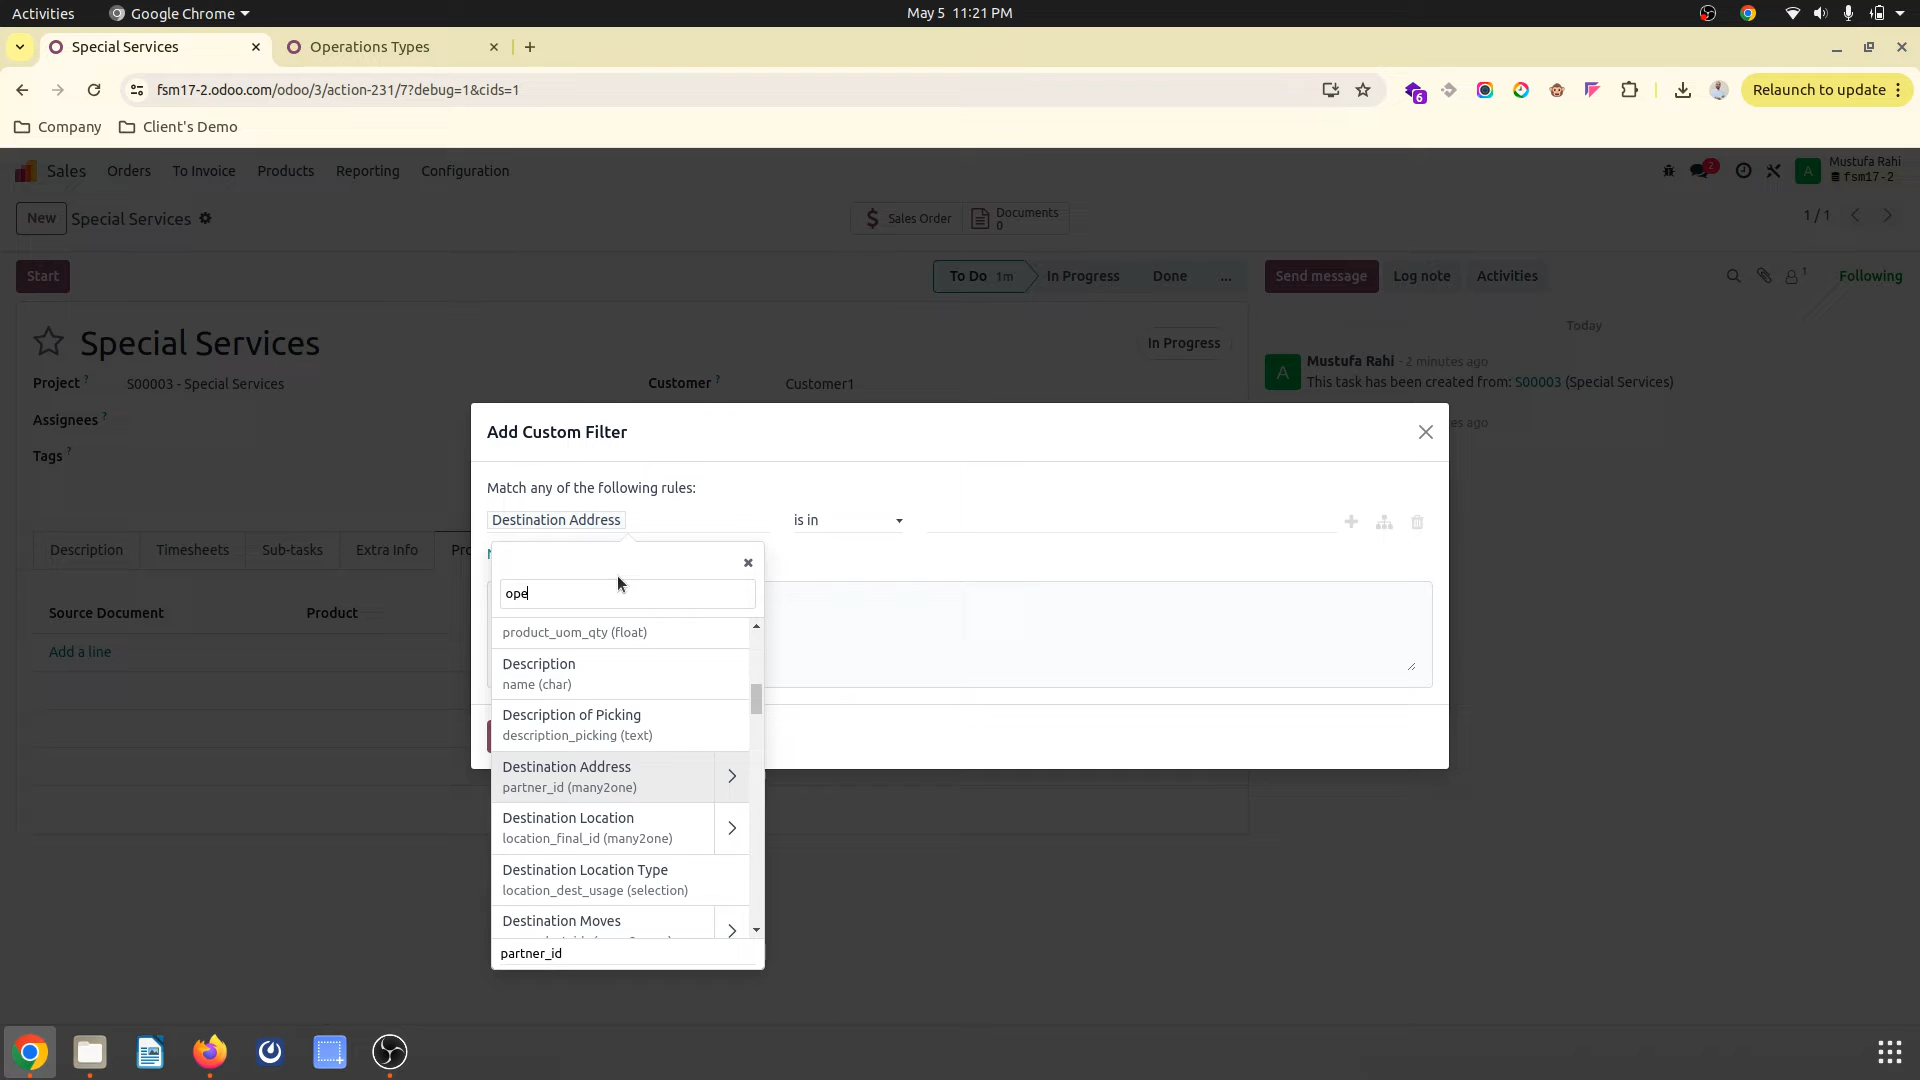 Activities
Google Chrome
May 5 11:21 PM
Special Services
Operations Types
fsm17-2.odoo.com/odoo/3/action-231/7?debug=1&cids=1
6
Relaunch to update
Company
Client's Demo
Sales
Orders
To Invoice
Products
Reporting
Configuration
2
A
Mustufa Rahi
fsm17-2
New
Special Services
Sales Order
Documents
0
1 / 1
Start
To Do 1m
In Progress
Done
...
Send message
Log note
Activities
1
Following
Special Services
In Progress
Today
Project ?
S00003 - Special Services
Customer ?
Customer1
A
Mustufa Rahi - 2 minutes ago
This task has been created from: S00003 (Special Services)
Assignees ?
es ago
Tags ?
Add Custom Filter
Match any of the following rules:
Destination Address
is in
Description
Timesheets
Sub-tasks
Extra Info
Pro
N
ope
Source Document
Product
Add a line
product_uom_qty (float)
Description
name (char)
Description of Picking
description_picking (text)
Destination Address
partner_id (many2one)
Destination Location
location_final_id (many2one)
Destination Location Type
location_dest_usage (selection)
Destination Moves
partner_id